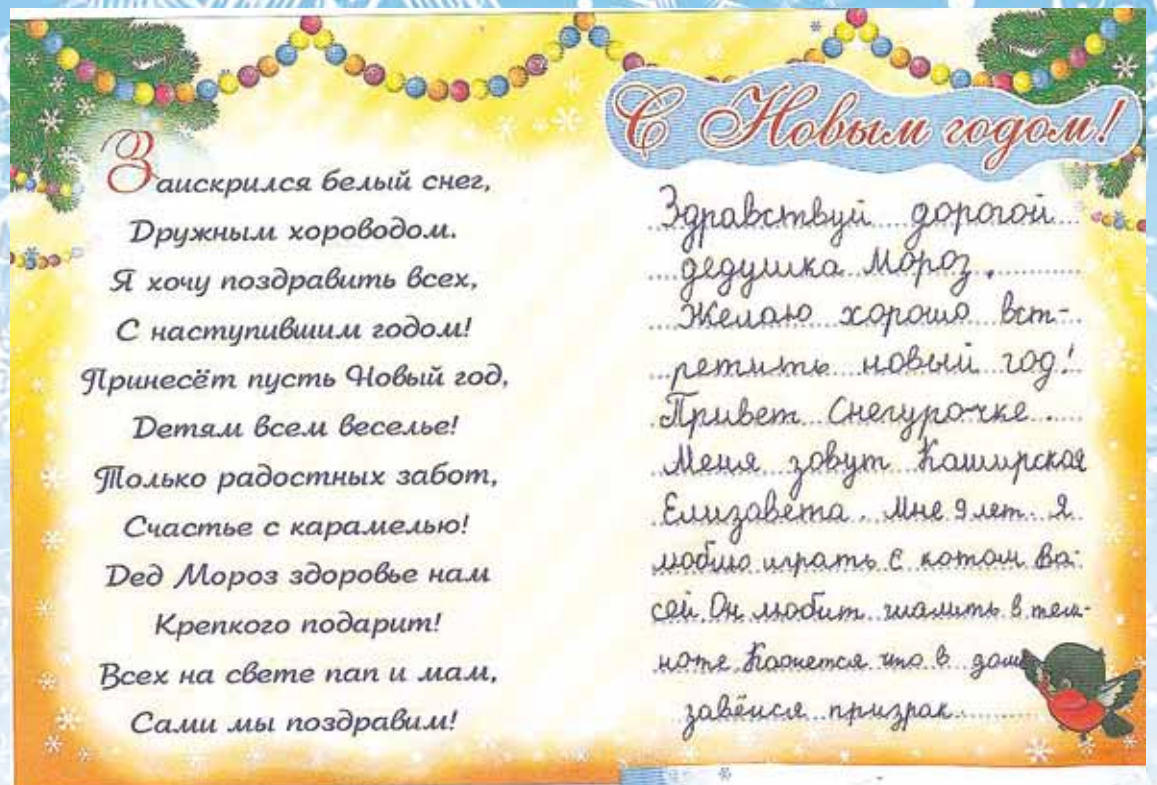 Заискрился белый снег,
Дружным хороводом.
Я хочу поздравить всех,
С наступившим годом!
Принесёт пусть Новый год,
Детям всем веселье!
Только радостных забот,
Счастье с карамелью!
Дед Мороз здоровье нам
Крепкого подарит!
Всех на свете пап и мам,
Сами мы поздравим!
С Новым годом!
Здравствуй дорогой
дедушка Мороз.
Желаю хорошо вст-
ретить новый год!
Привет Снегурочке.
Меня зовут Каширская
Елизавета. Мне 9 лет. Я
люблю играть с котом Ва-
сей. Он любит шалить в тем-
ноте. Кажется что в доме
завёлся призрак.